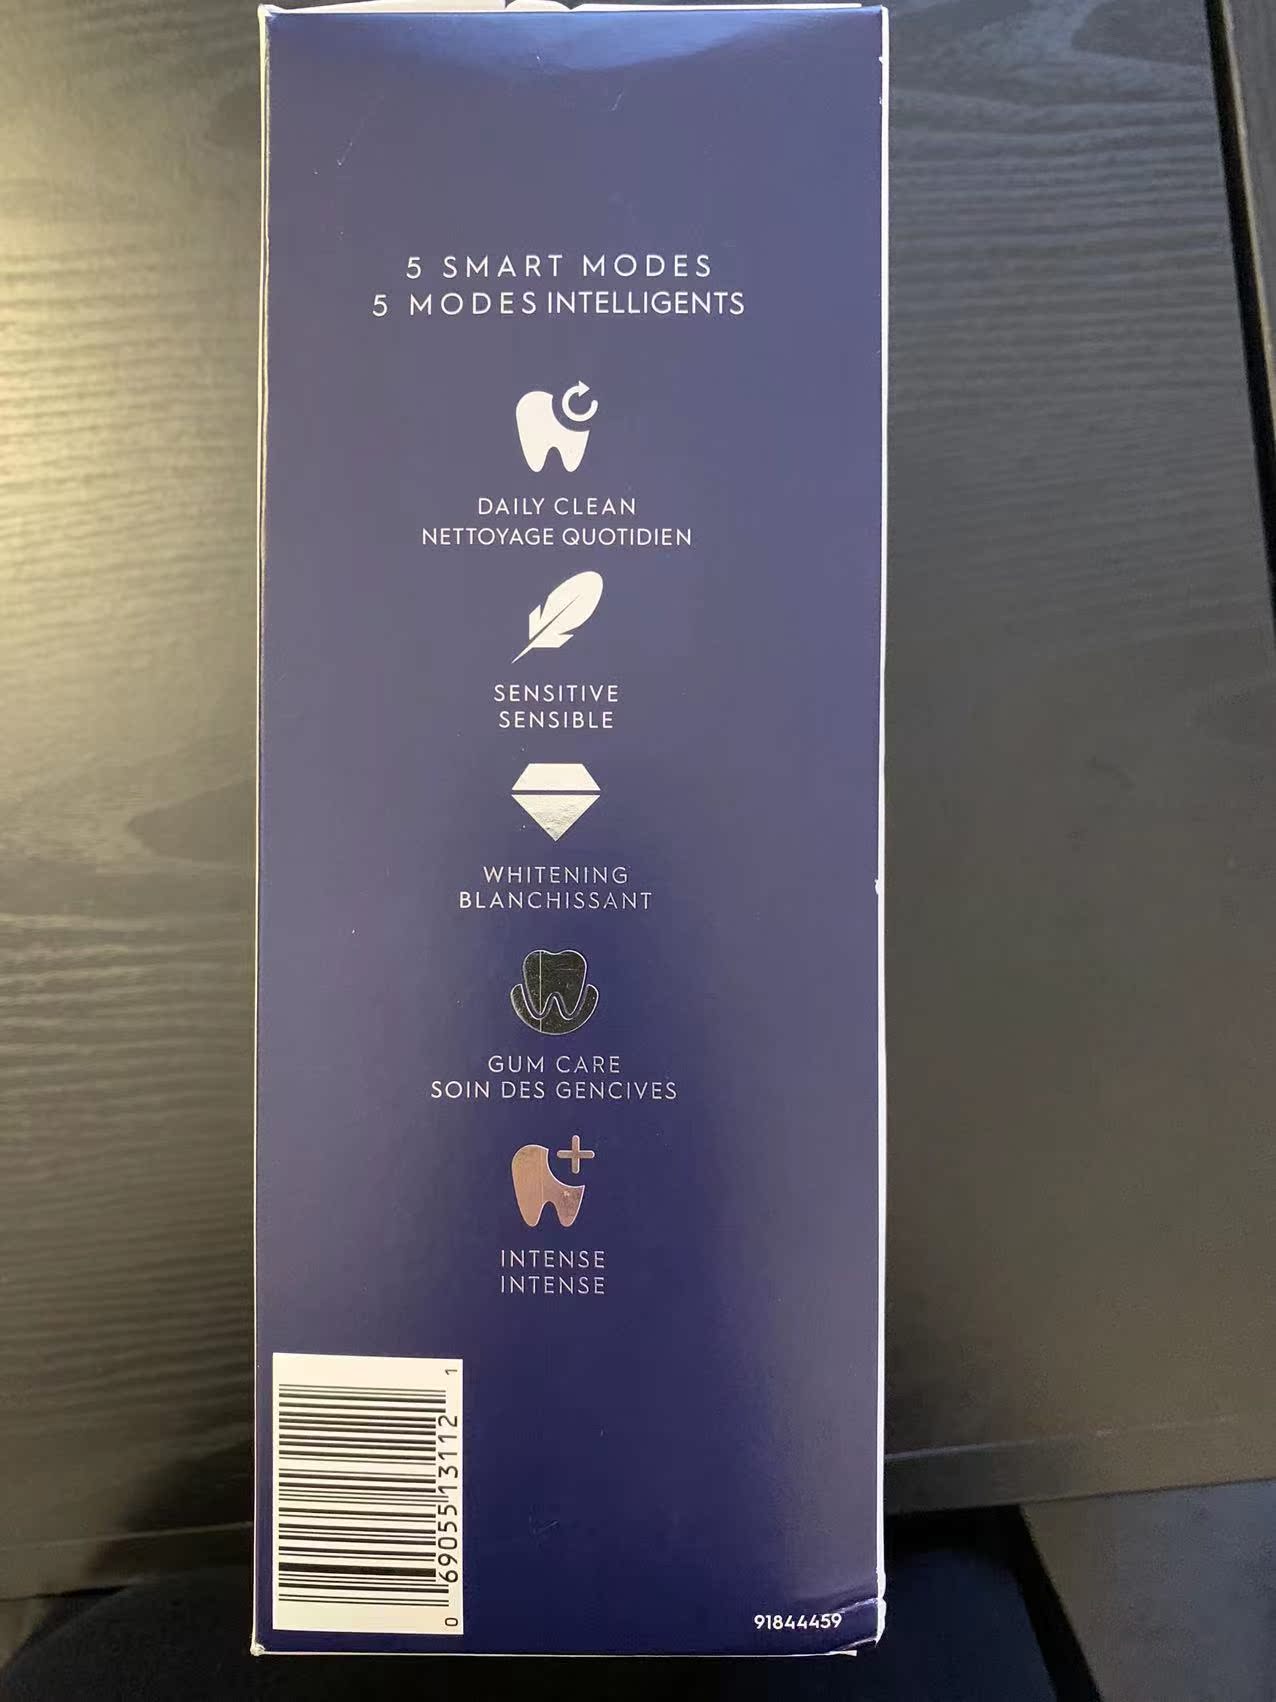 5 SMART MODES
5 MODES INTELLIGENTS
DAILY CLEAN
NETTOYAGE QUOTIDIEN
SENSITIVE
SENSIBLE
WHITENING
BLANCHISSANT
GUM CARE
SOIN DES GENCIVES
INTENSE
INTENSE
0 69055 13112 1
91844459